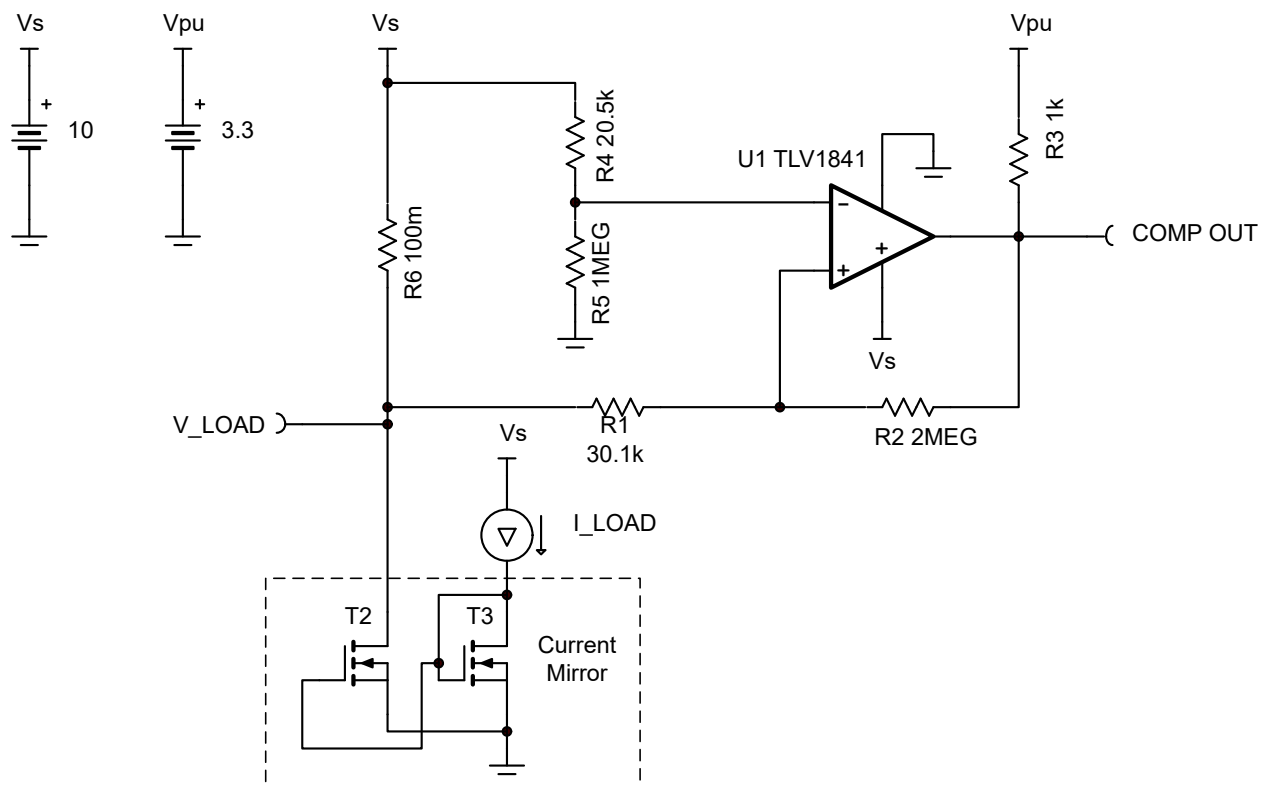 Vs
Vpu
Vs
Vpu
+
10
+
3.3
R4 20.5k
U1 TLV1841
R3 1k
R6 100m
R5 1MEG
−
+
+
COMP OUT
Vs
V_LOAD
R1
30.1k
R2 2MEG
Vs
I_LOAD
T2
T3
Current
Mirror